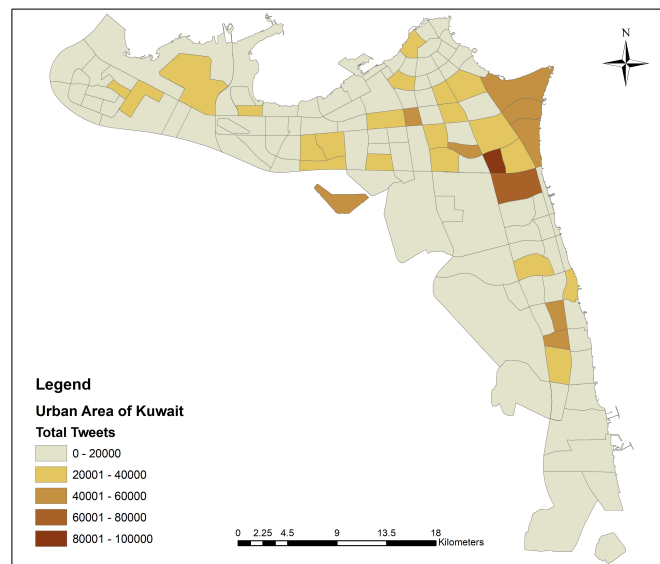 N
Legend
Urban Area of Kuwait
Total Tweets
0 - 20000
20001 - 40000
40001 - 60000
60001 - 80000
80001 - 100000
0 2.25 4.5 9 13.5 18
Kilometers